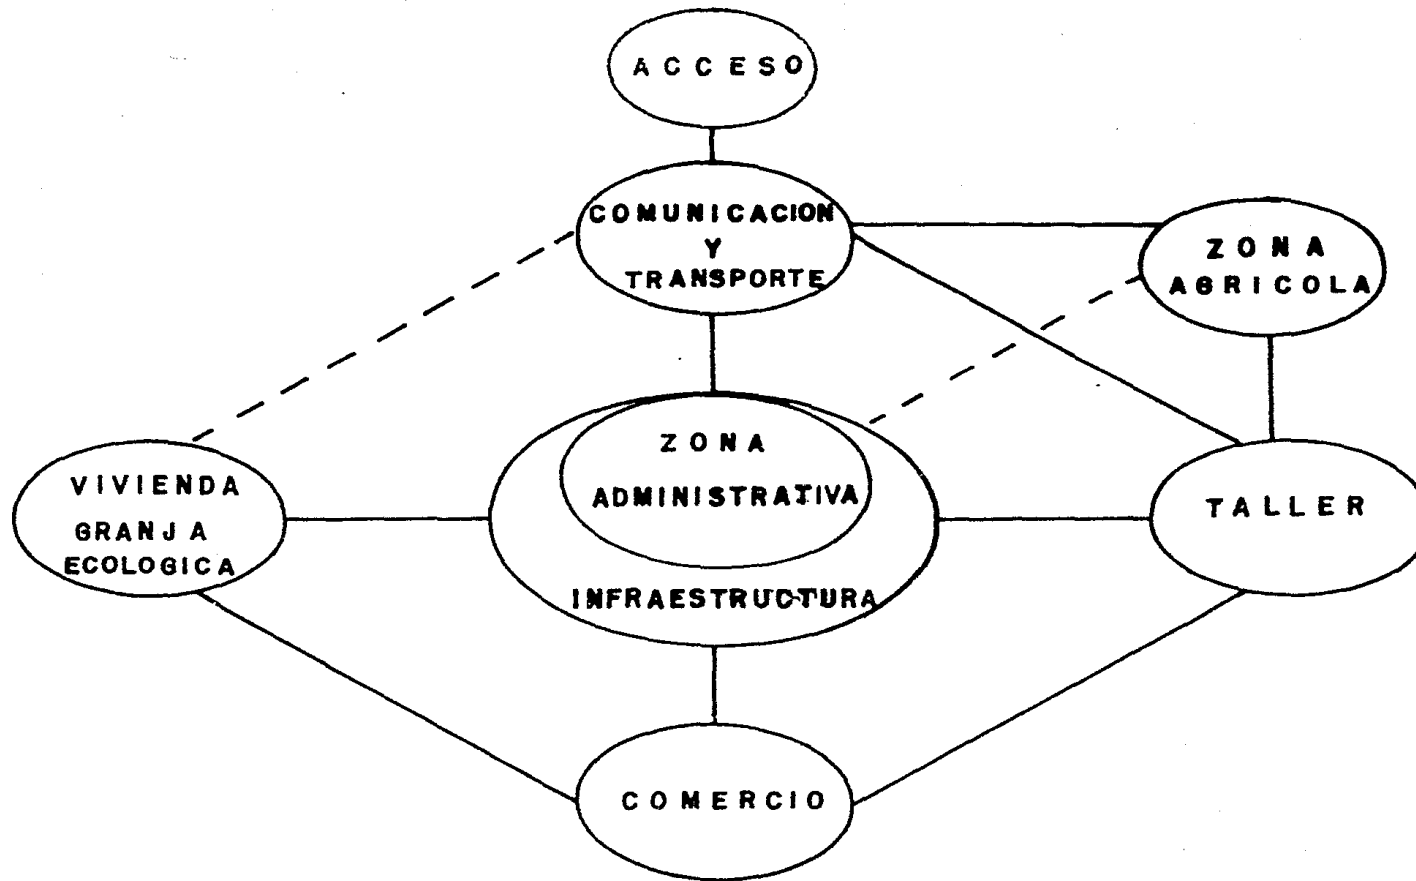 ACCESO
COMUNICACION
Y
TRANSPORTE
ZONA
AGRICOLA
ZONA
ADMINISTRATIVA
INFRAESTRUCTURA
VIVIENDA
GRANJA
ECOLOGICA
TALLER
COMERCIO